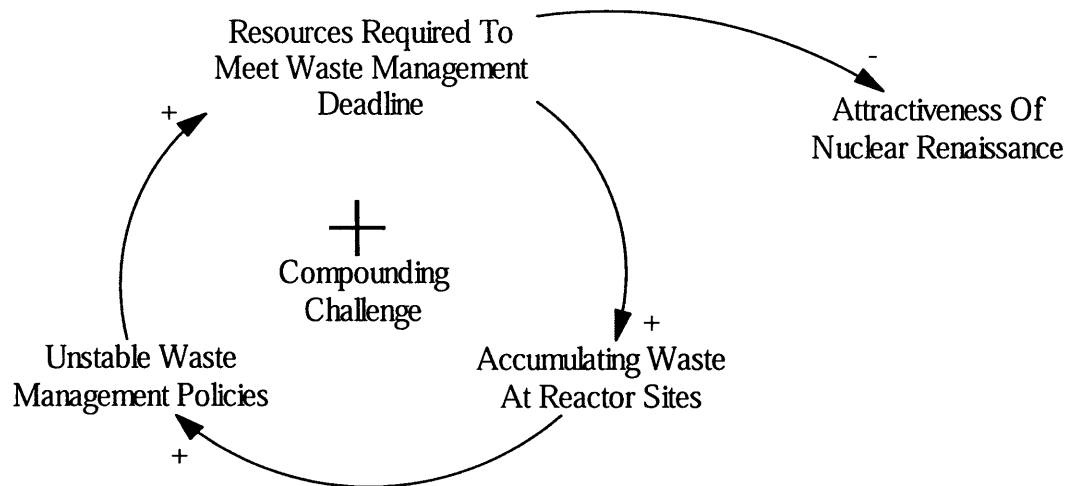 Resources Required To
Meet Waste Management
Deadline
-
Attractiveness Of
Nuclear Renaissance
+
+
Compounding
Challenge
+
Unstable Waste
Management Policies
Accumulating Waste
At Reactor Sites
+